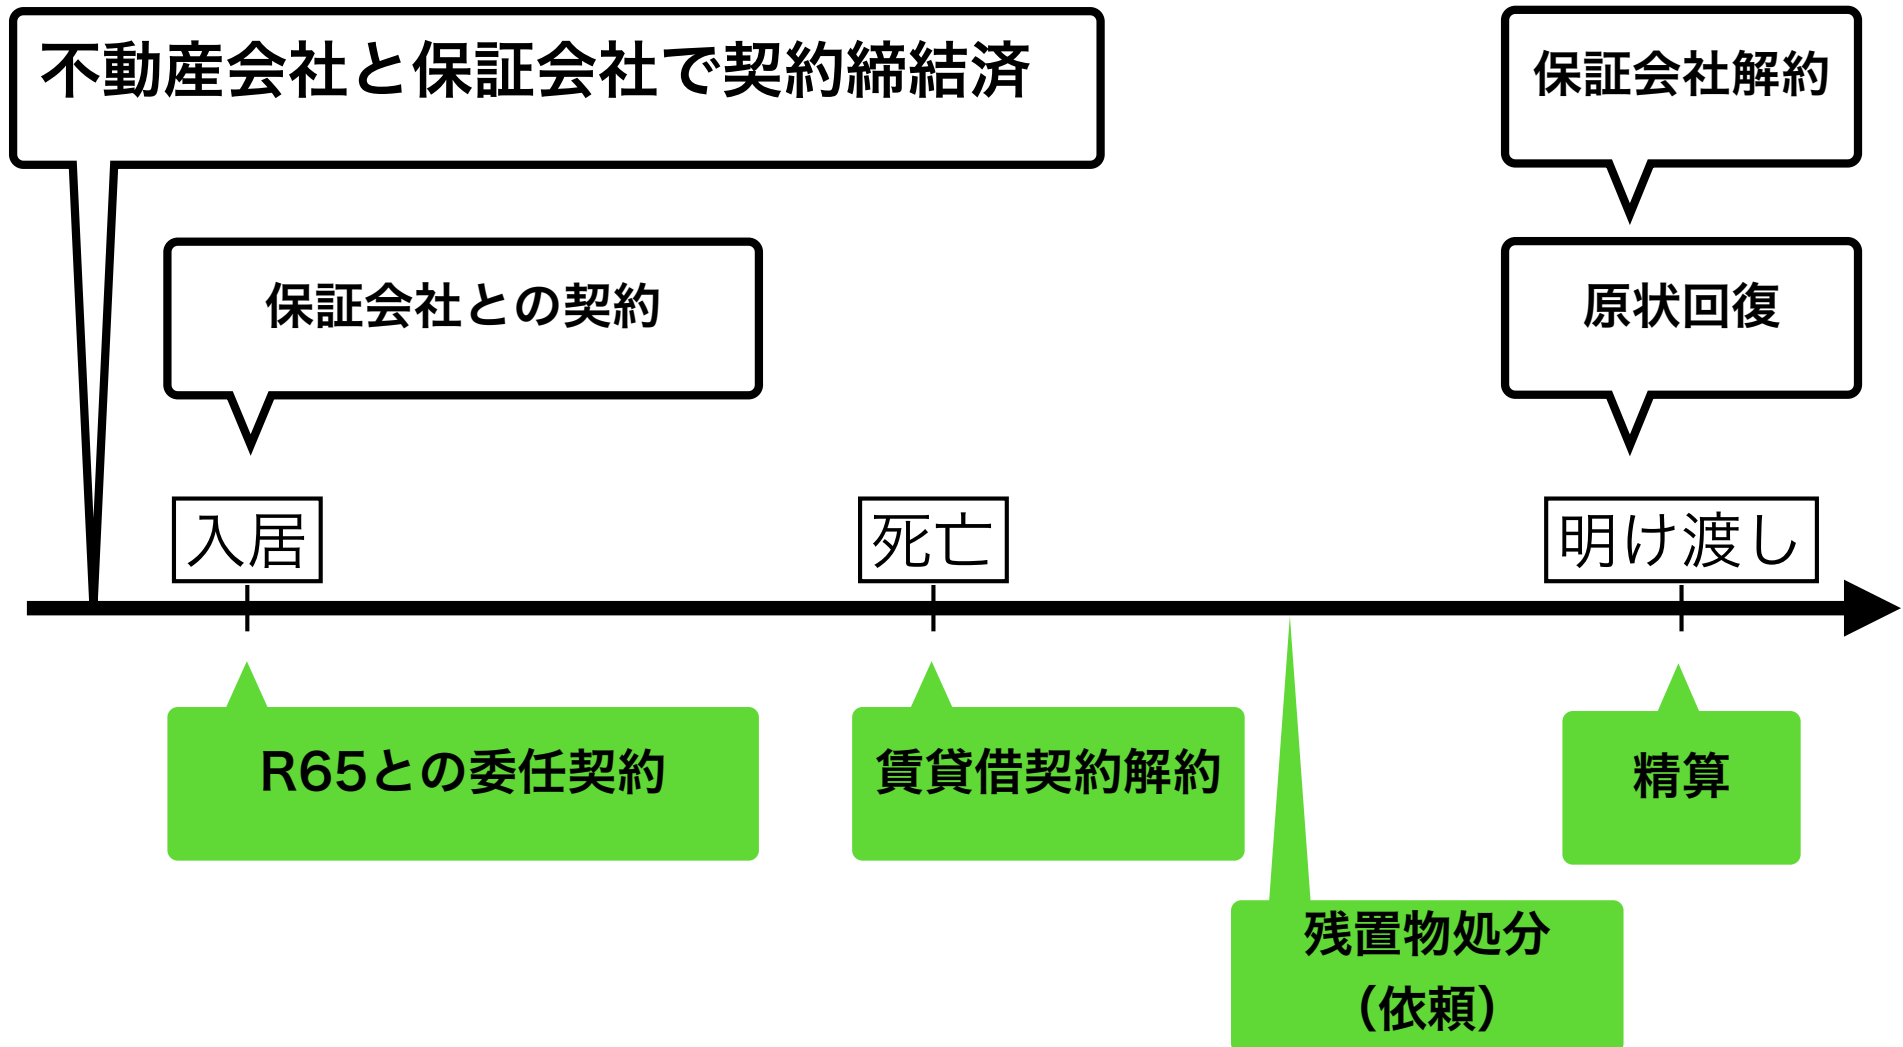 不動産会社と保証会社で契約締結済
保証会社解約
保証会社との契約
原状回復
入居
死亡
明け渡し
R65との委任契約
賃貸借契約解約
精算
残置物処分
（依頼）